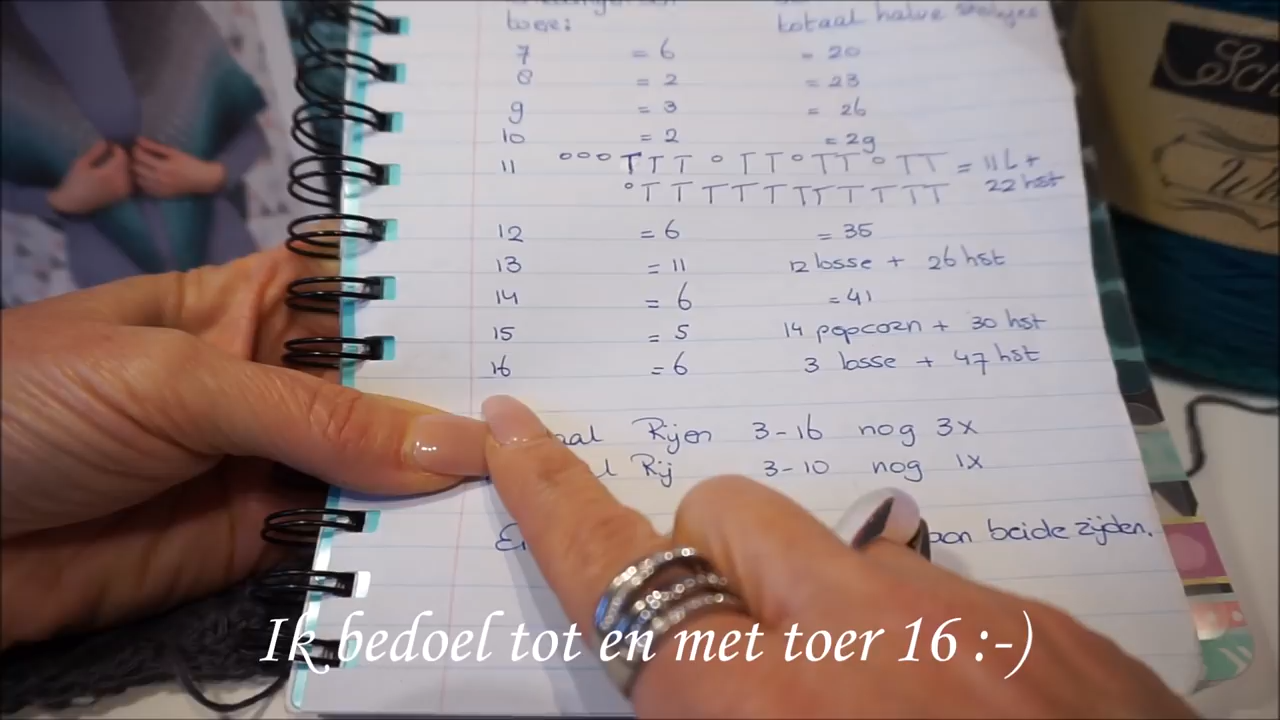 toer: totaal halve stokjes
7 = 6 = 20
8 = 2 = 23
9 = 3 = 26
10 = 2 = 29
11 ooo T T T o T T o T T o T T = 11 L +
o T T T T T T T T T T T 22 hst
12 = 6 = 35
13 = 11 12 losse + 26 hst
14 = 6 = 41
15 = 5 14 popcorn + 30 hst
16 = 6 3 losse + 47 hst
Rijen 3-16 nog 3x
Rij 3-10 nog 1x
aan beide zijden.
Ik bedoel tot en met toer 16 :-)